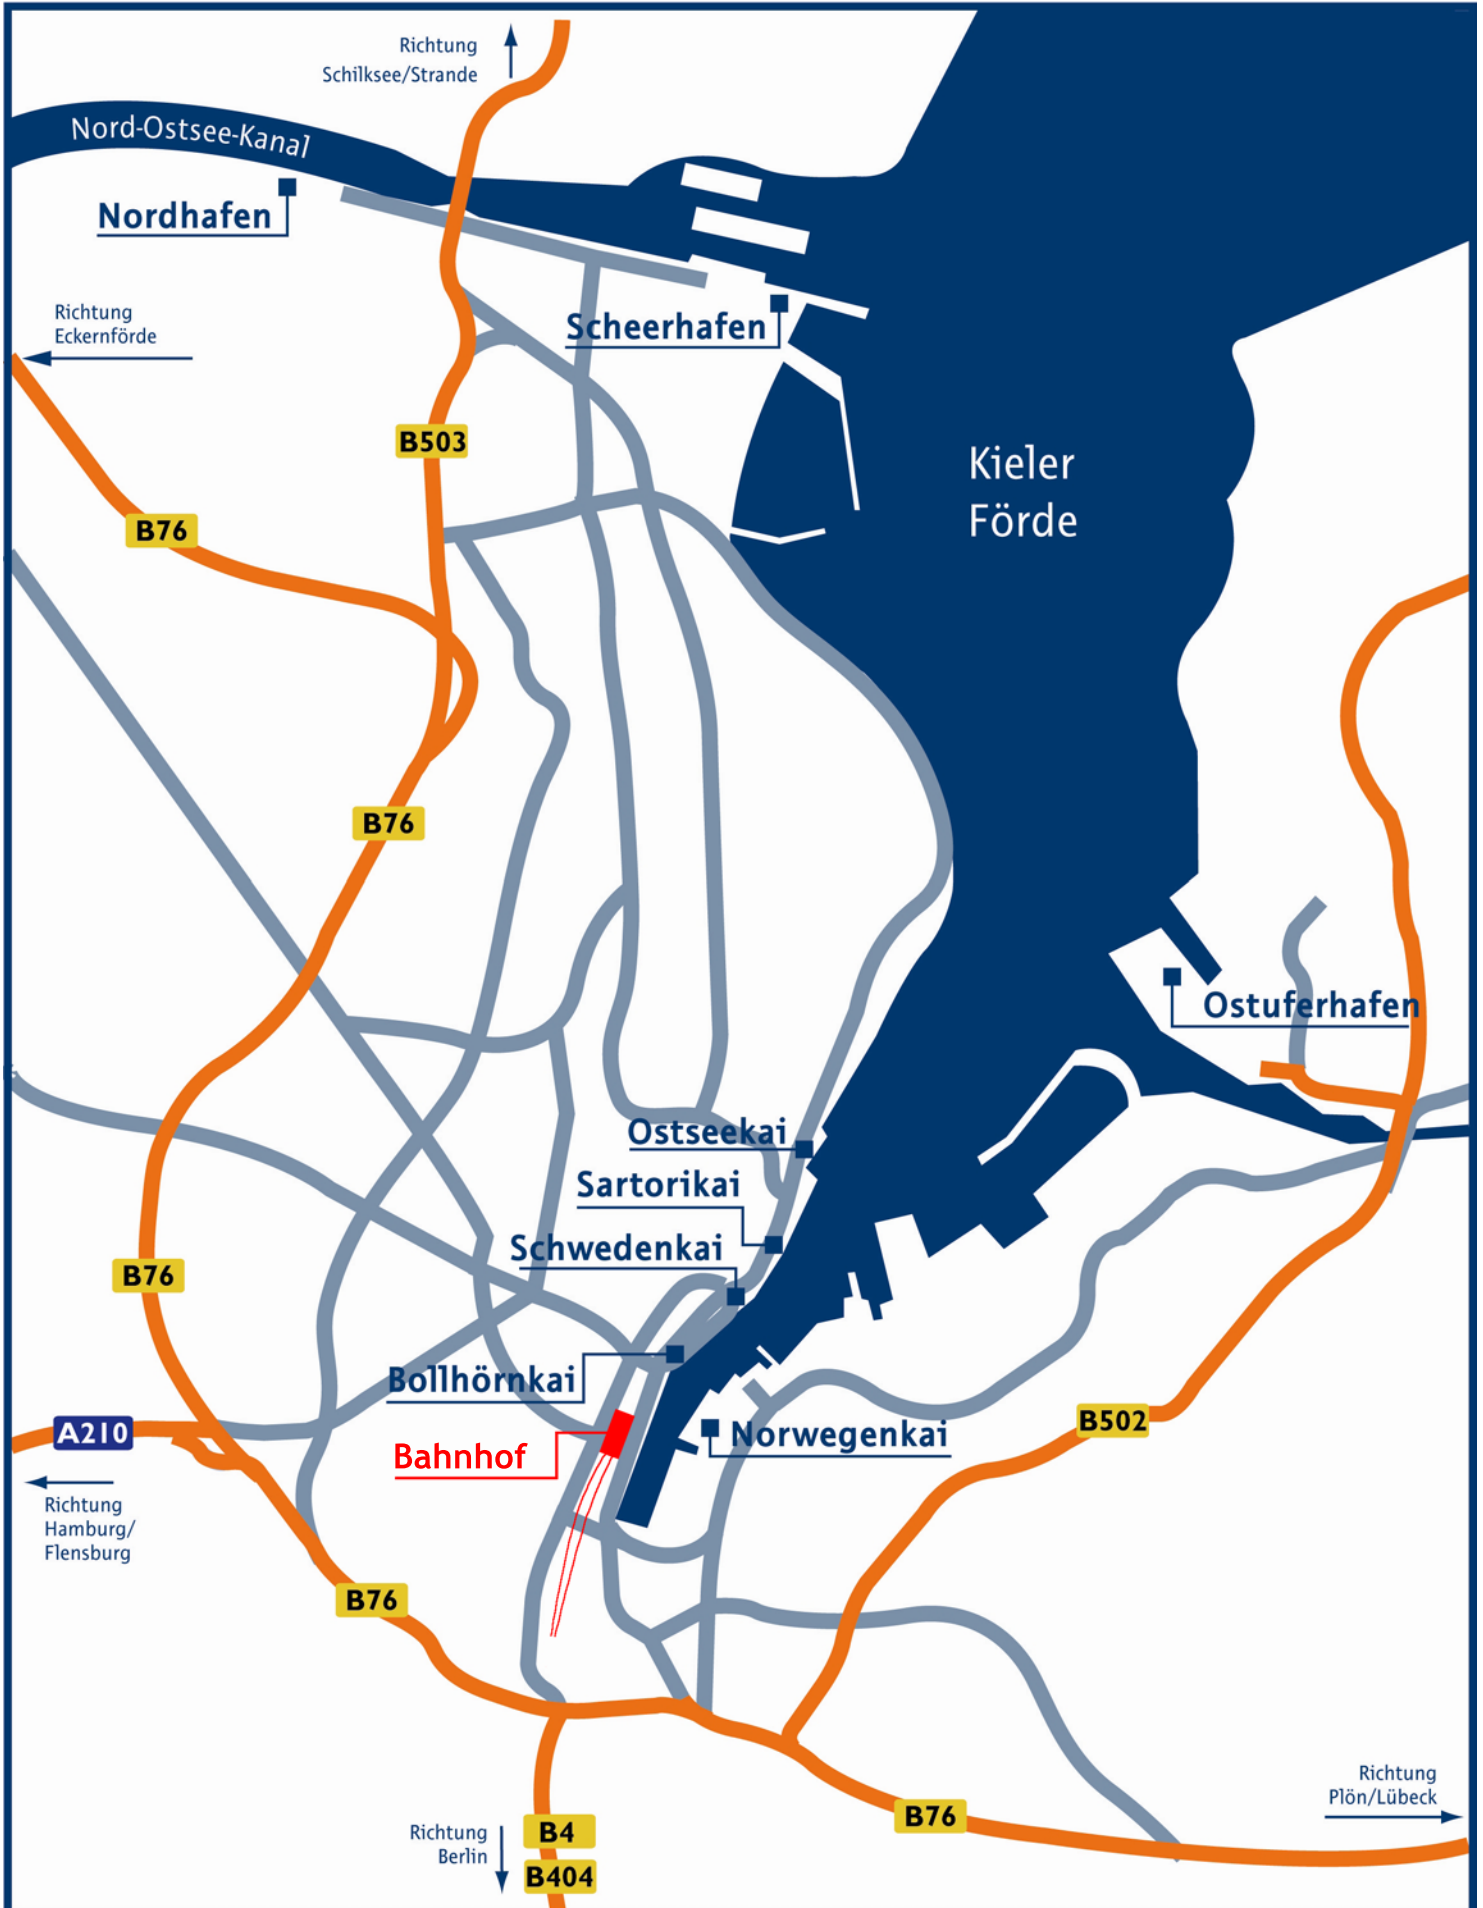 Richtung
Schilksee/Strande
Nord-Ostsee-Kanal
Nordhafen
Richtung
Eckernförde
Scheerhafen
B503
Kieler
Förde
B76
B76
Ostuferhafen
Ostseekai
Sartorikai
Schwedenkai
B76
Bollhörnkai
B502
A210
Norwegenkai
Bahnhof
Richtung
Hamburg/
Flensburg
B76
Richtung
Plön/Lübeck
B76
Richtung
Berlin
B4
B404